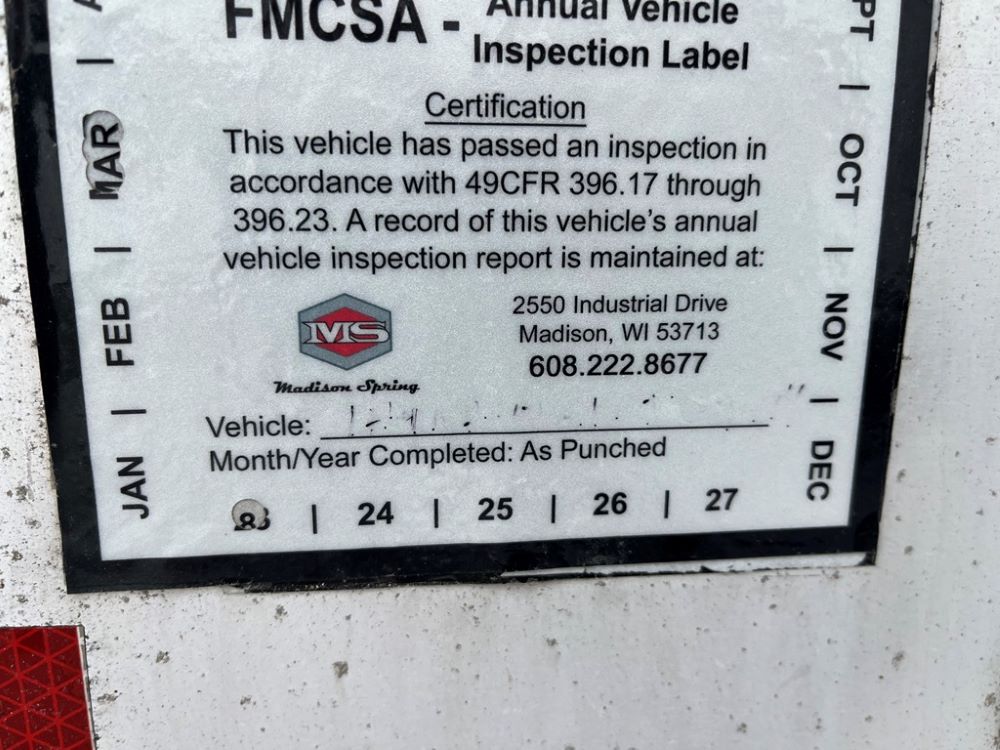 FMCSA - Annual Vehicle
Inspection Label
Certification
This vehicle has passed an inspection in
accordance with 49CFR 396.17 through
396.23. A record of this vehicle's annual
vehicle inspection report is maintained at:
MS
Madison Spring
2550 Industrial Drive
Madison, WI 53713
608.222.8677
Vehicle:
Month/Year Completed: As Punched
| 24 | 25 | 26 | 27
JAN | FEB | MAR |
| OCT | NOV | DEC